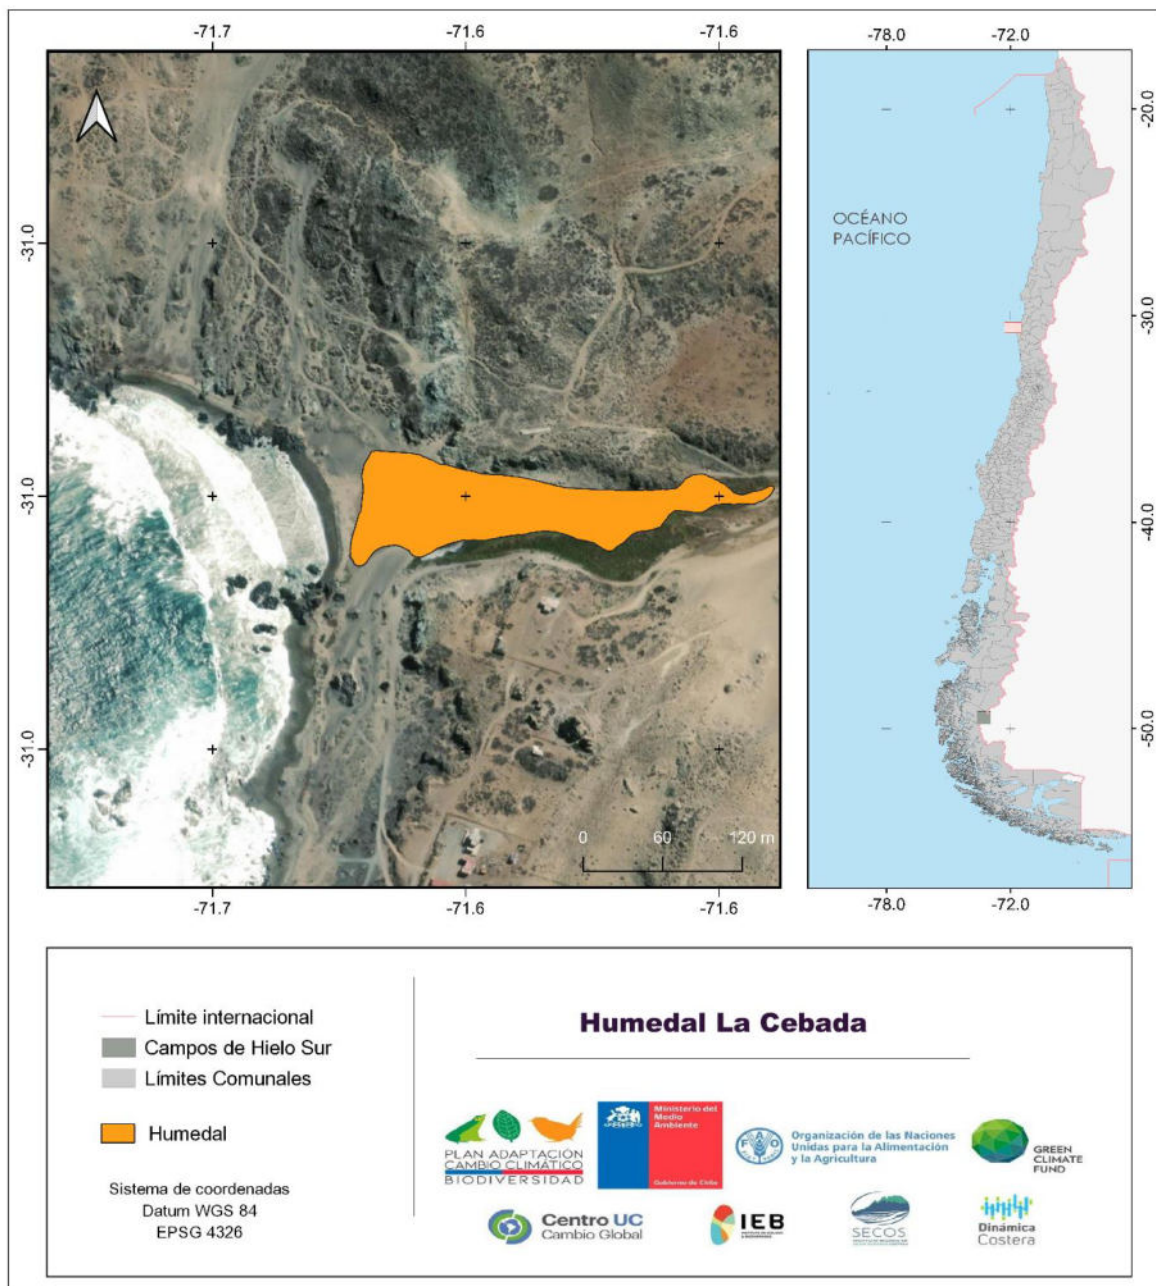 -71.7 -71.6 -71.6
-78.0 -72.0
-31.0
-31.0
-31.0
OCÉANO
PACÍFICO
-20.0
-30.0
-40.0
-50.0
0 60 120 m
-71.7 -71.6 -71.6
-78.0 -72.0
Límite internacional
Campos de Hielo Sur
Límites Comunales
Humedal
Sistema de coordenadas
Datum WGS 84
EPSG 4326
Humedal La Cebada
PLAN ADAPTACIÓN
CAMBIO CLIMÁTICO
BIODIVERSIDAD
Ministerio del
Medio
Ambiente
Gobierno de Chile
FAO
Organización de las Naciones
Unidas para la Alimentación
y la Agricultura
GREEN
CLIMATE
FUND
Centro UC
Cambio Global
IEB
SECOS
Dinámica
Costera